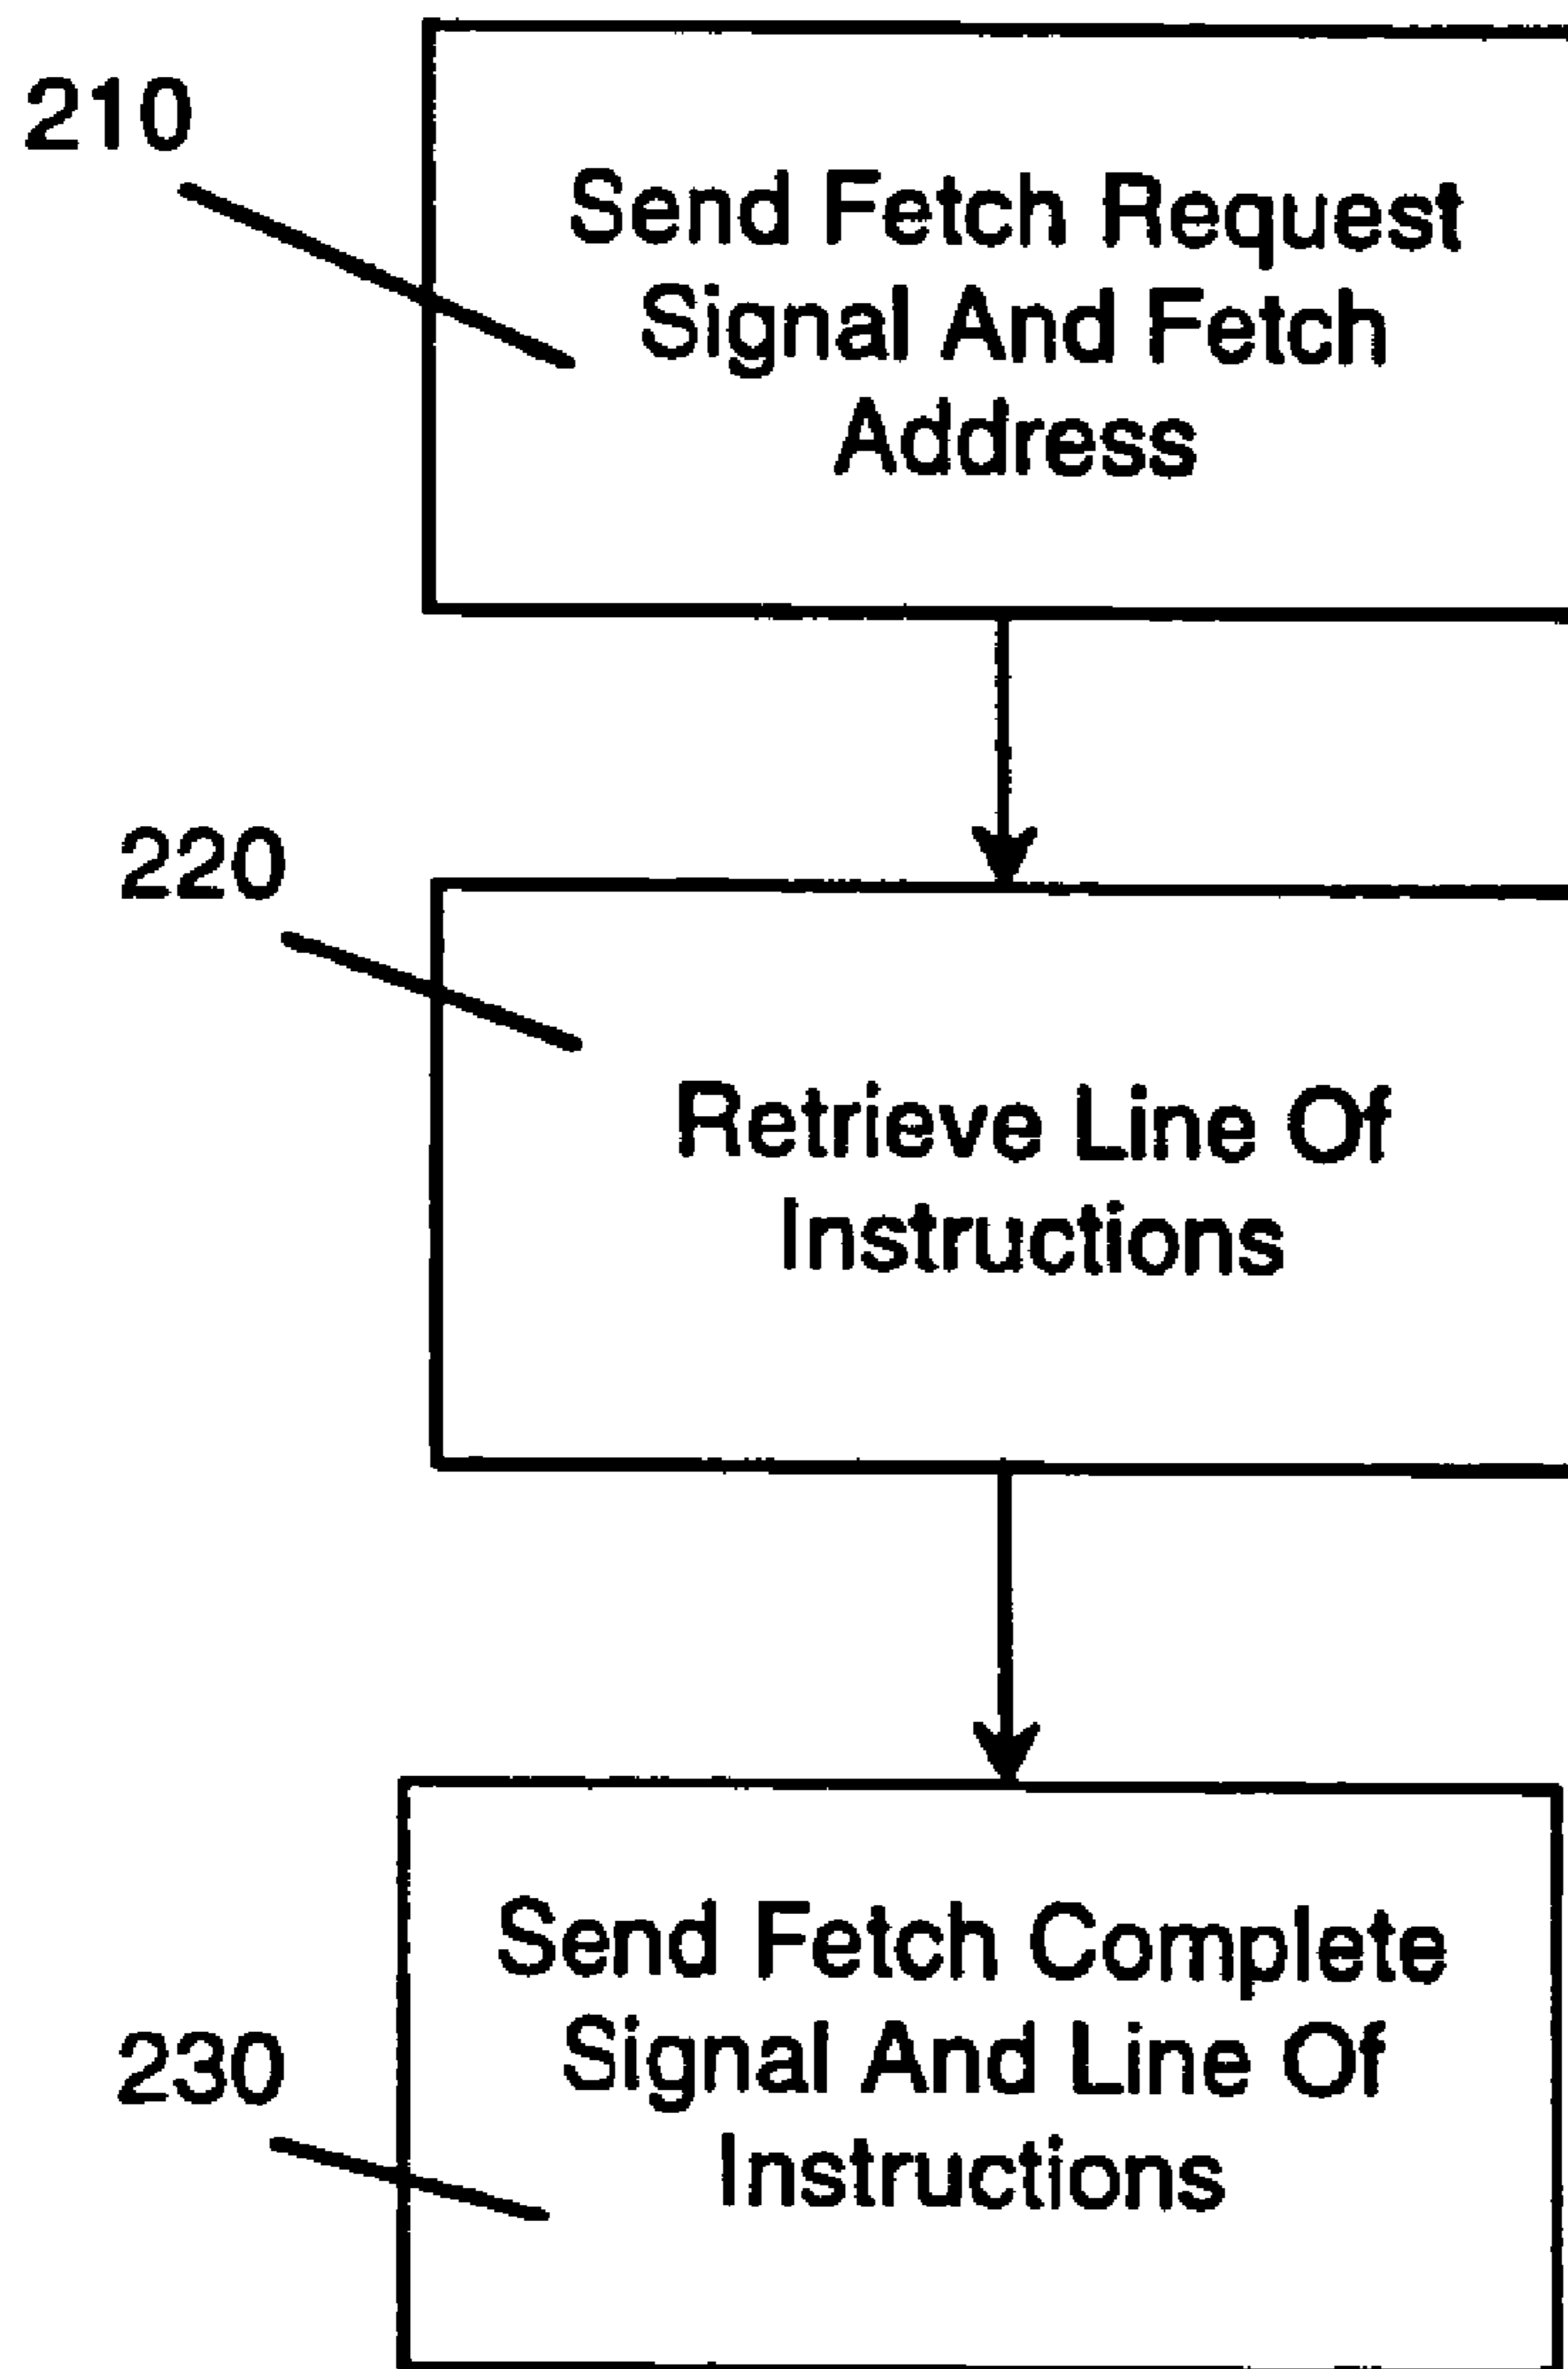 210
Send Fetch Request
Signal And Fetch
Address
220
Retrieve Line Of
Instructions
Send Fetch Complete
Signal And Line Of
230
Instructions